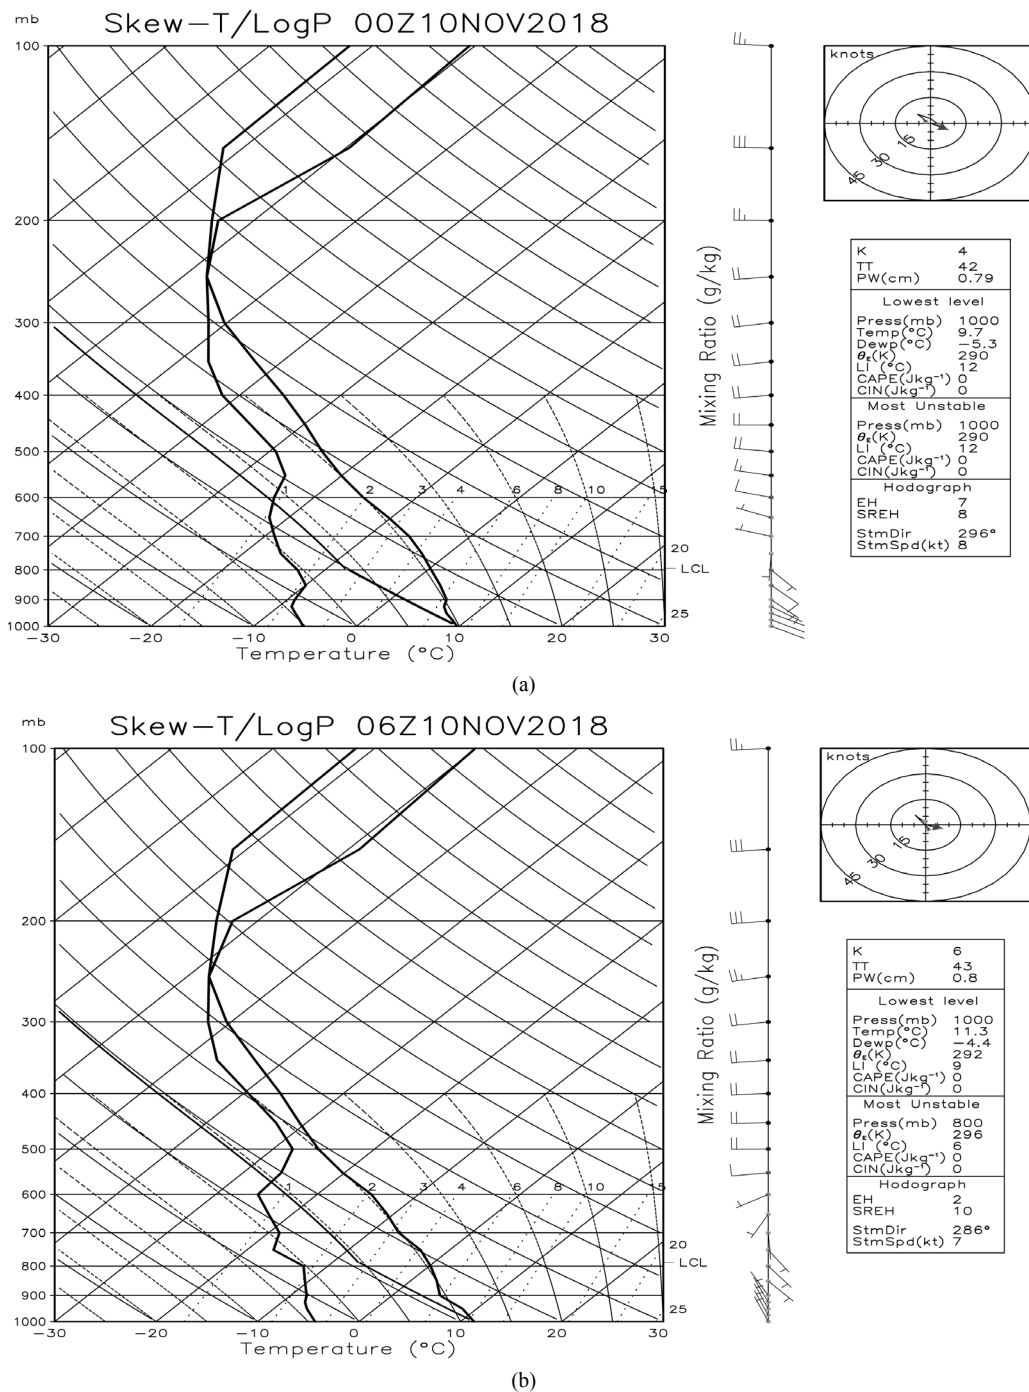 mb
Skew-T/LogP 00Z10NOV2018
100
200
300
400
500
600
700
800
900
1000
1 2 3 4 6 8 10 15
20
LCL
25
-30 -20 -10 0 10 20 30
Temperature (°C)
Mixing Ratio (g/kg)
knots
15
30
45
K 4
TT 42
PW(cm) 0.79
Lowest level
Press(mb) 1000
Temp(°C) 9.7
Dewp(°C) -5.3
θE(K) 290
LI (°C) 12
CAPE(Jkg⁻¹) 0
CIN(Jkg⁻¹) 0
Most Unstable
Press(mb) 1000
θE(K) 290
LI (°C) 12
CAPE(Jkg⁻¹) 0
CIN(Jkg⁻¹) 0
Hodograph
EH 7
SREH 8
StmDir 296°
StmSpd(kt) 8
(a)
mb
Skew-T/LogP 06Z10NOV2018
100
200
300
400
500
600
700
800
900
1000
1 2 3 4 6 8 10 15
20
LCL
25
-30 -20 -10 0 10 20 30
Temperature (°C)
Mixing Ratio (g/kg)
knots
15
30
45
K 6
TT 43
PW(cm) 0.8
Lowest level
Press(mb) 1000
Temp(°C) 11.3
Dewp(°C) -4.4
θE(K) 292
LI (°C) 9
CAPE(Jkg⁻¹) 0
CIN(Jkg⁻¹) 0
Most Unstable
Press(mb) 800
θE(K) 296
LI (°C) 6
CAPE(Jkg⁻¹) 0
CIN(Jkg⁻¹) 0
Hodograph
EH 2
SREH 10
StmDir 286°
StmSpd(kt) 7
(b)